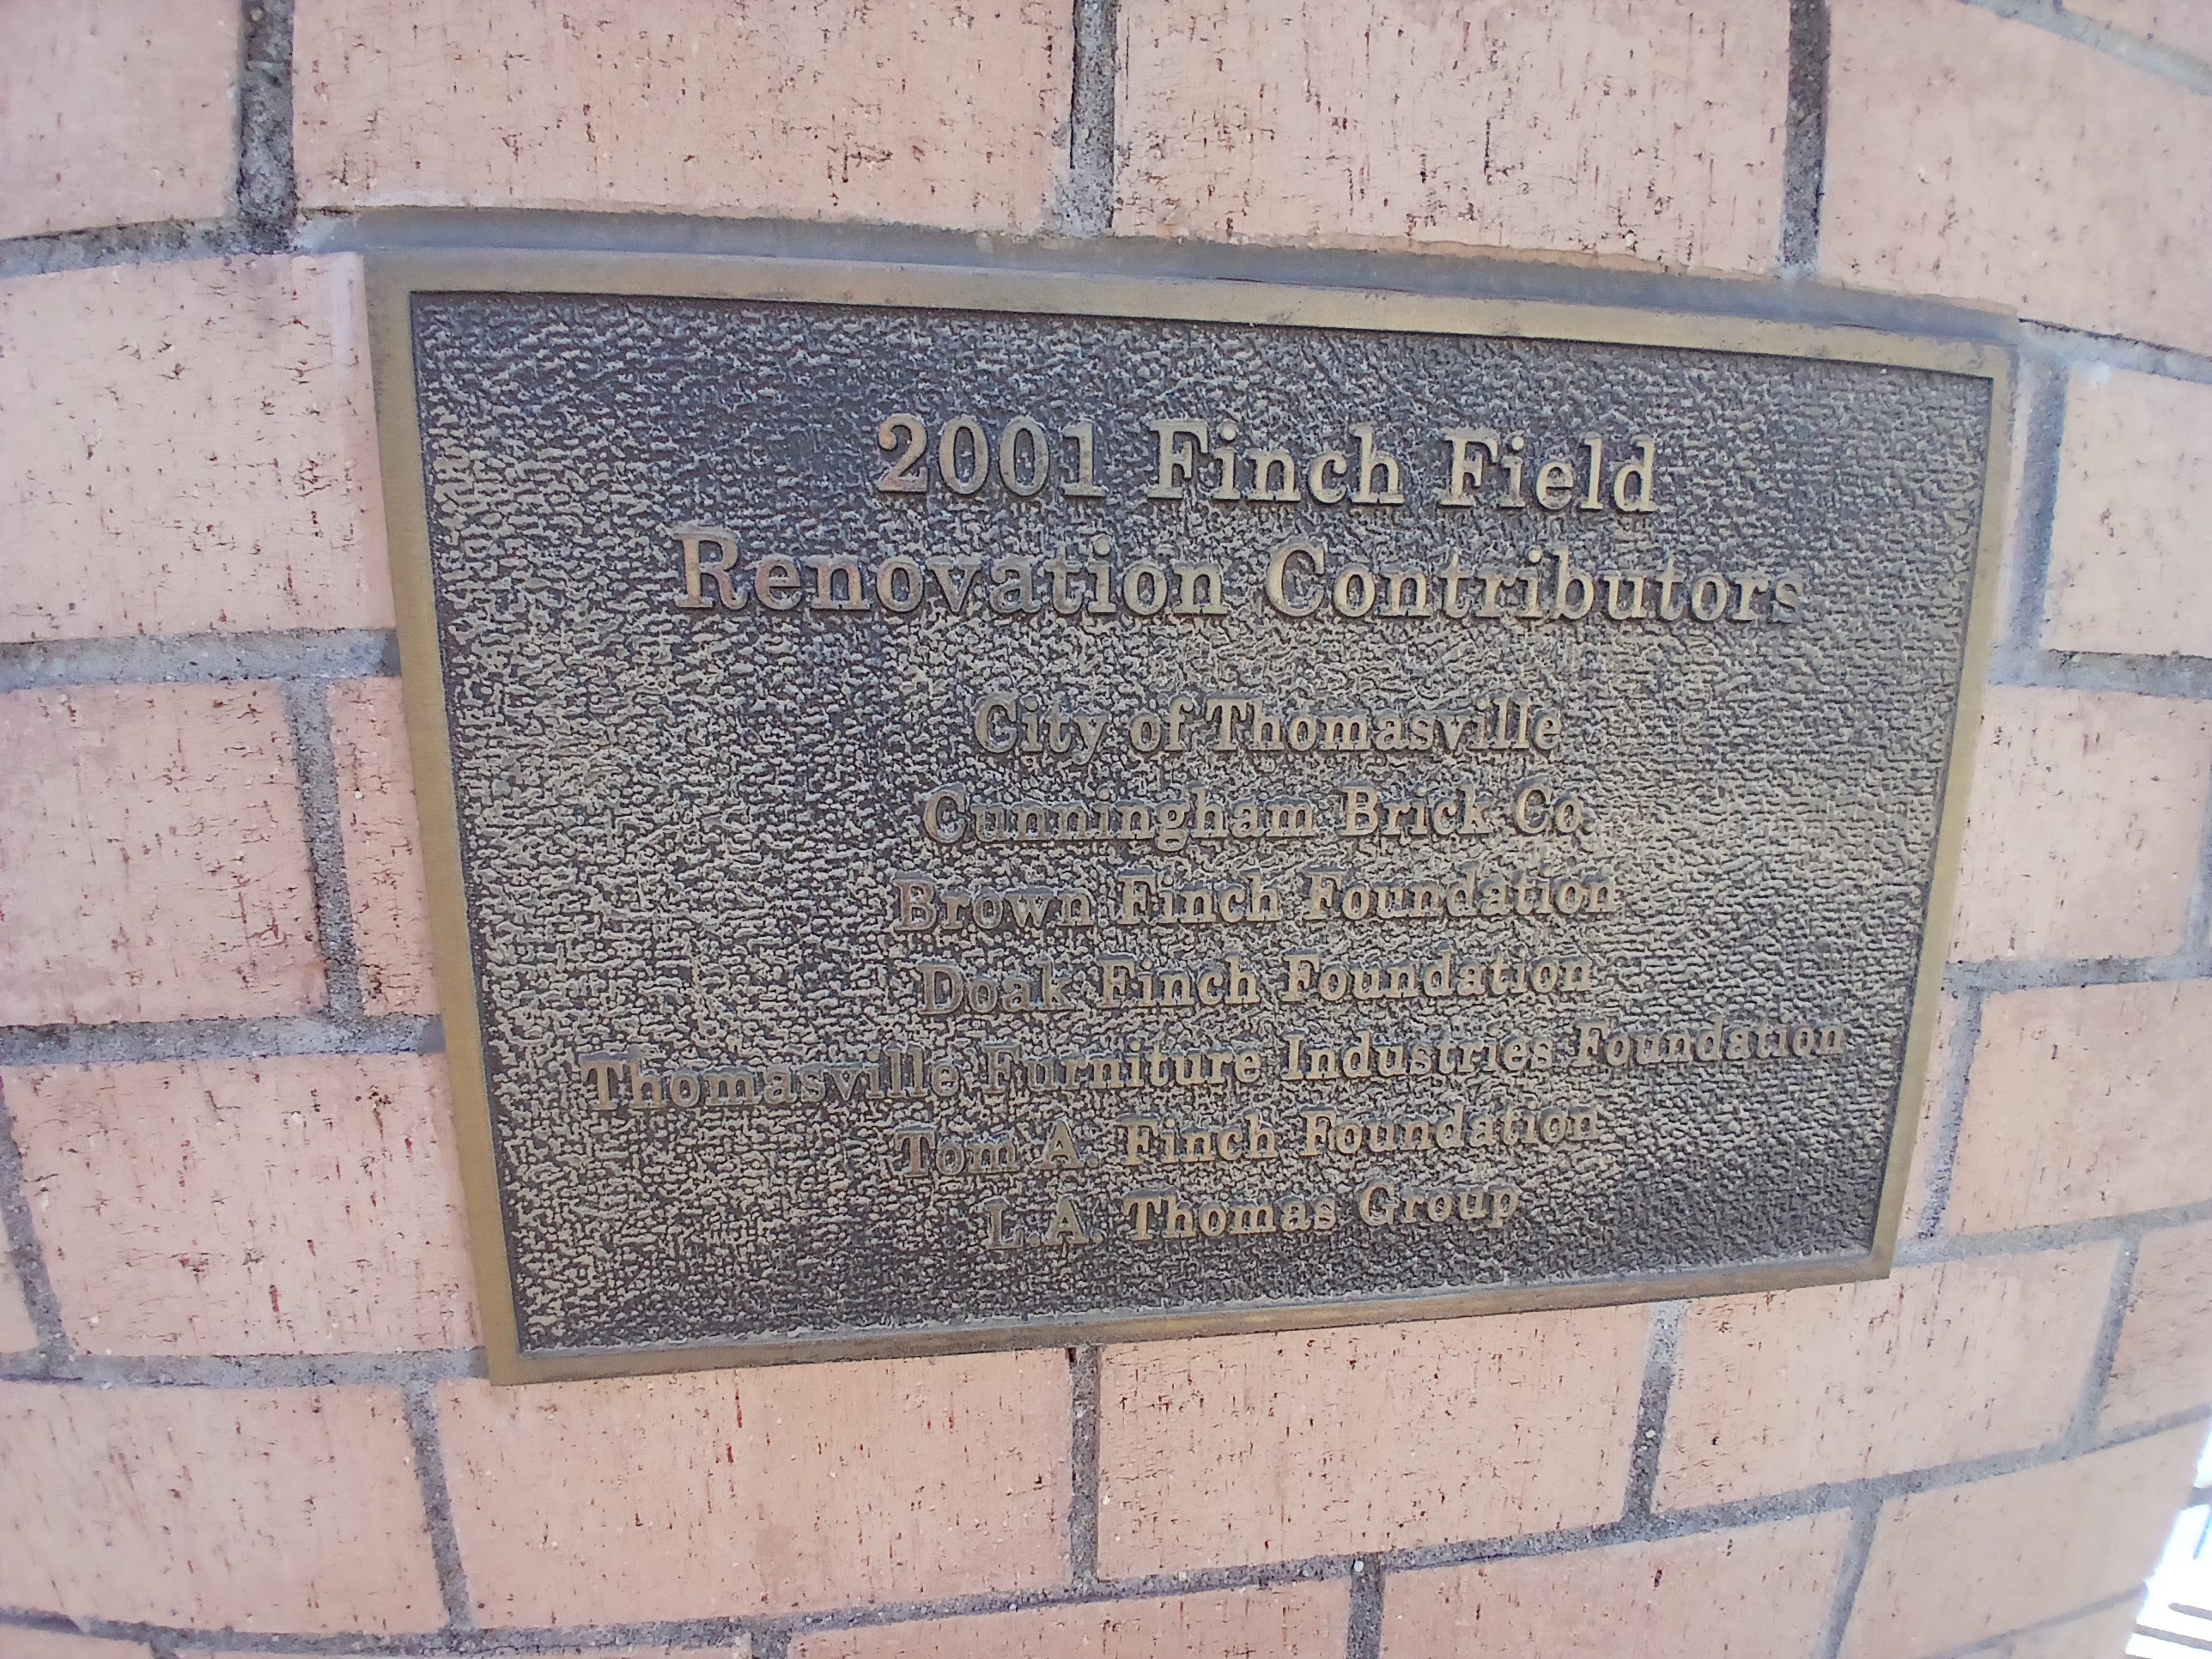 2001 Finch Field
Renovation Contributors
City of Thomasville
Cunningham Brick Co.
Brown Finch Foundation
Doak Finch Foundation
Thomasville Furniture Industries Foundation
Tom A. Finch Foundation
L.A. Thomas Group